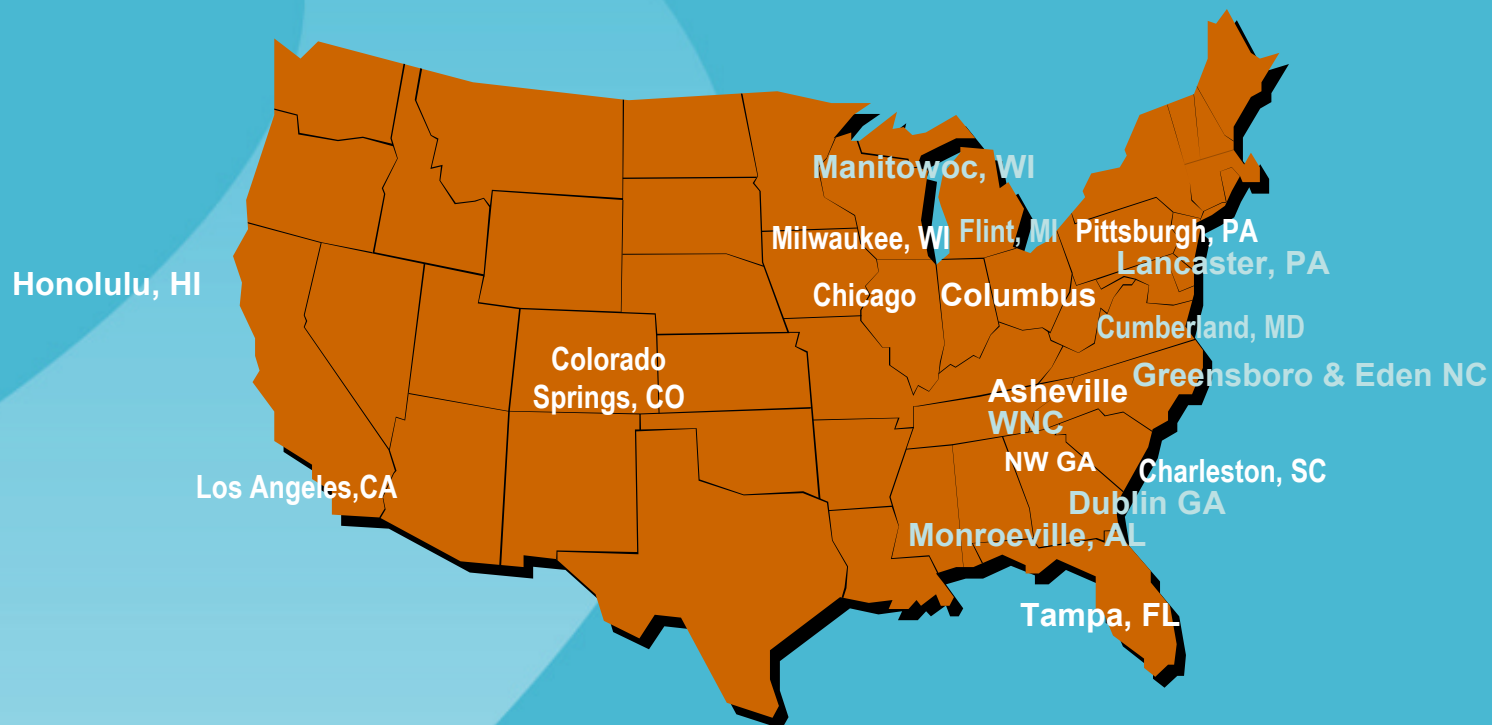 Manitowoc, WI
Milwaukee, WI
Flint, MI
Pittsburgh, PA
Lancaster, PA
Honolulu, HI
Chicago
Columbus
Cumberland, MD
Colorado
Springs, CO
Greensboro & Eden NC
Asheville
WNC
NW GA
Charleston, SC
Los Angeles,CA
Dublin GA
Monroeville, AL
Tampa, FL